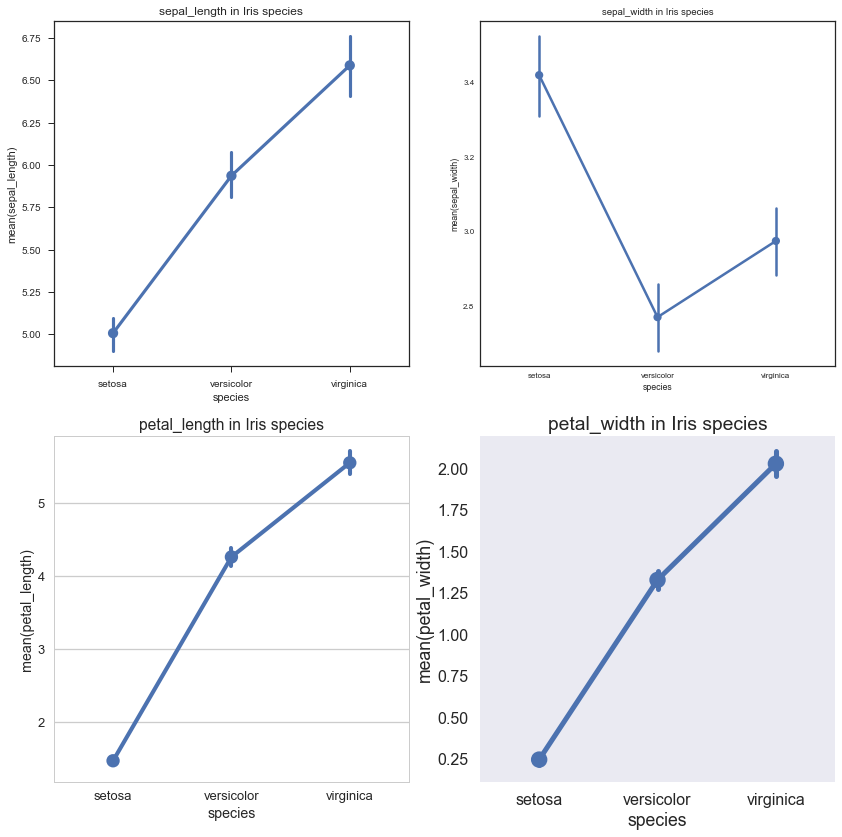 sepal_length in Iris species
mean(sepal_length)
6.75
6.50
6.25
6.00
5.75
5.50
5.25
5.00
setosa versicolor virginica
species
sepal_width in Iris species
mean(sepal_width)
3.4
3.2
3.0
2.8
setosa versicolor virginica
species
petal_length in Iris species
mean(petal_length)
5
4
3
2
setosa versicolor virginica
species
petal_width in Iris species
mean(petal_width)
2.00
1.75
1.50
1.25
1.00
0.75
0.50
0.25
setosa versicolor virginica
species